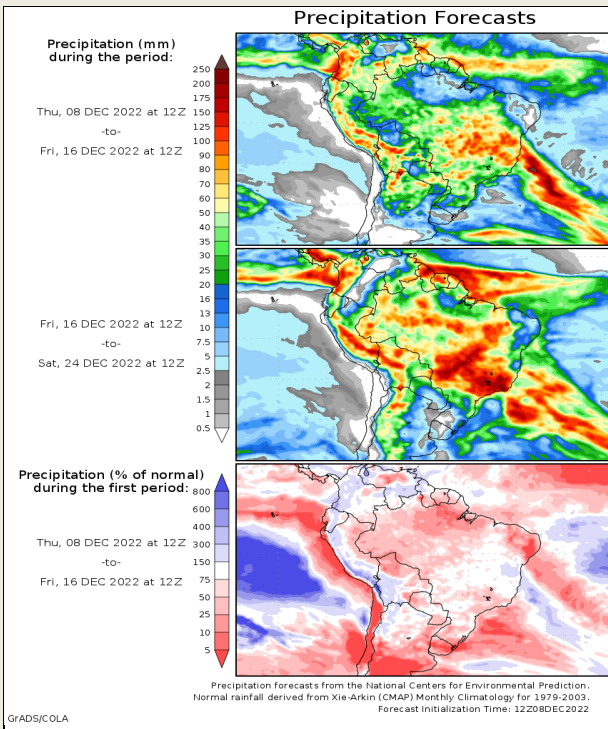 Precipitation Forecasts
Precipitation (mm)
during the period:
Thu, 08 DEC 2022 at 12Z
-to-
Fri, 16 DEC 2022 at 12Z
250
200
175
150
125
100
90
80
70
60
50
40
35
30
25
20
16
13
10
7.5
5
2.5
2
1.5
1
0.5
Fri, 16 DEC 2022 at 12Z
-to-
Sat, 24 DEC 2022 at 12Z
Precipitation (% of normal)
during the first period:
Thu, 08 DEC 2022 at 12Z
-to-
Fri, 16 DEC 2022 at 12Z
800
600
400
300
150
75
50
25
10
5
Precipitation forecasts from the National Centers for Environmental Prediction.
Normal rainfall derived from Xie-Arkin (CMAP) Monthly Climatology for 1979-2003.
Forecast Initialization Time: 12Z08DEC2022
GrADS/COLA